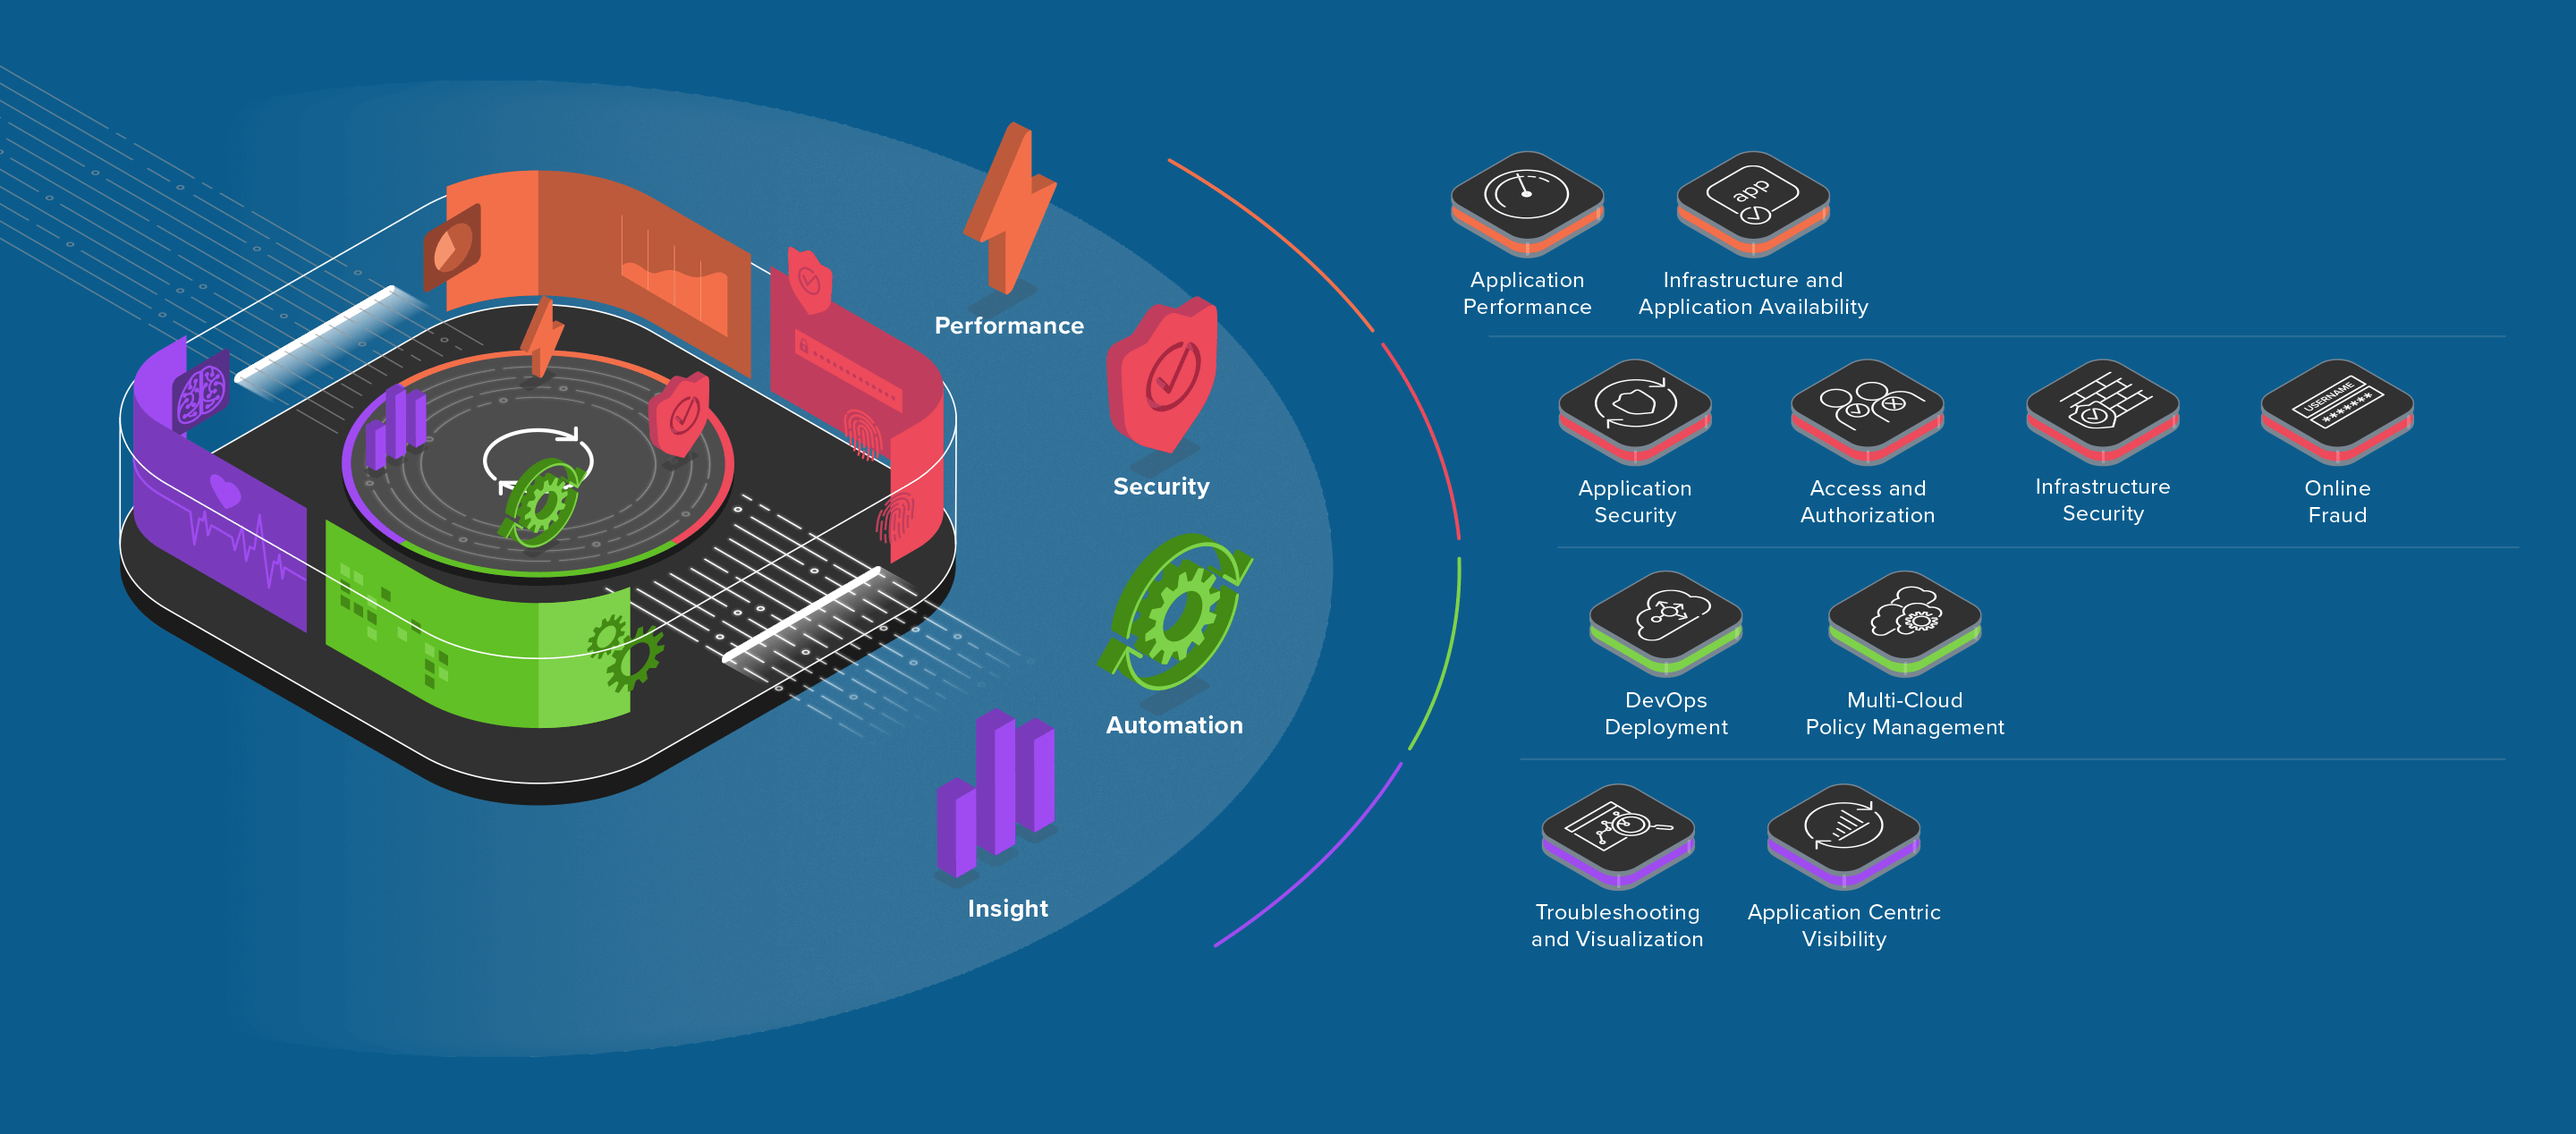 Performance
Security
Automation
Insight
app
Application
Performance
Infrastructure and
Application Availability
Application
Security
Access and
Authorization
Infrastructure
Security
USERNAME
*******
Online
Fraud
DevOps
Deployment
Multi-Cloud
Policy Management
Troubleshooting
and Visualization
Application Centric
Visibility